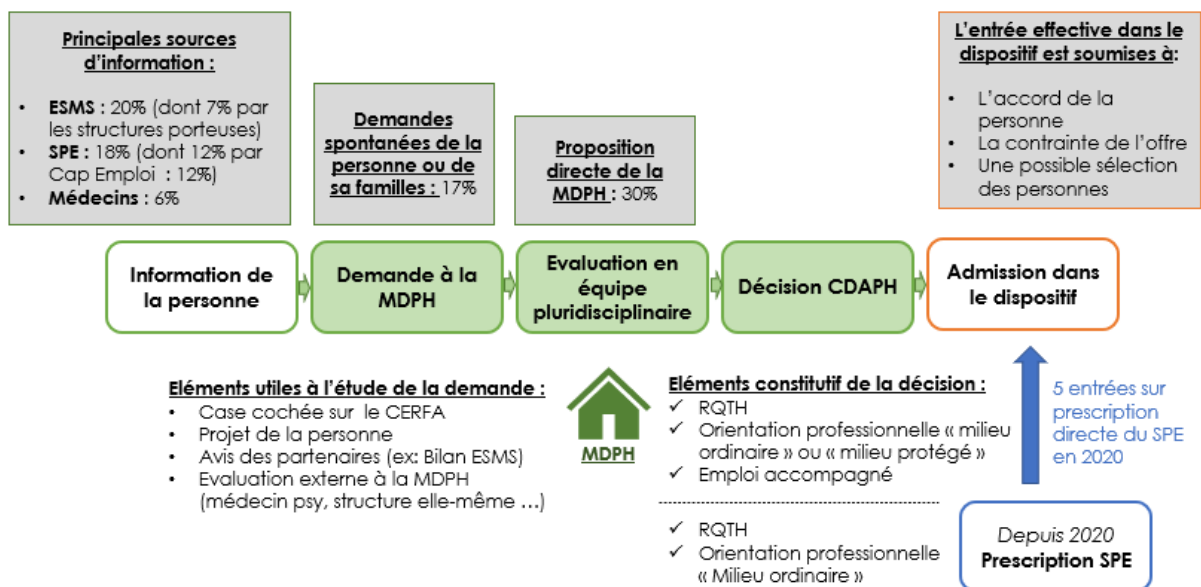 Principales sources
d'information :
• ESMS : 20% (dont 7% par
les structures porteuses)
• SPE : 18% (dont 12% par
Cap Emploi : 12%)
• Médecins : 6%
Demandes
spontanées de la
personne ou de
sa familles : 17%
Proposition
directe de la
MDPH : 30%
L'entrée effective dans le
dispositif est soumises à:
• L'accord de la
personne
• La contrainte de l'offre
• Une possible sélection
des personnes
Information de
la personne
Demande à la
MDPH
Evaluation en
équipe
pluridisciplinaire
Décision CDAPH
Admission dans
le dispositif
Eléments utiles à l'étude de la demande :
• Case cochée sur le CERFA
• Projet de la personne
• Avis des partenaires (ex: Bilan ESMS)
• Evaluation externe à la MDPH
(médecin psy, structure elle-même …)
MDPH
Eléments constitutif de la décision :
✓ RQTH
✓ Orientation professionnelle « milieu
ordinaire » ou « milieu protégé »
✓ Emploi accompagné
✓ RQTH
✓ Orientation professionnelle
« Milieu ordinaire »
5 entrées sur
prescription
directe du SPE
en 2020
Depuis 2020
Prescription SPE